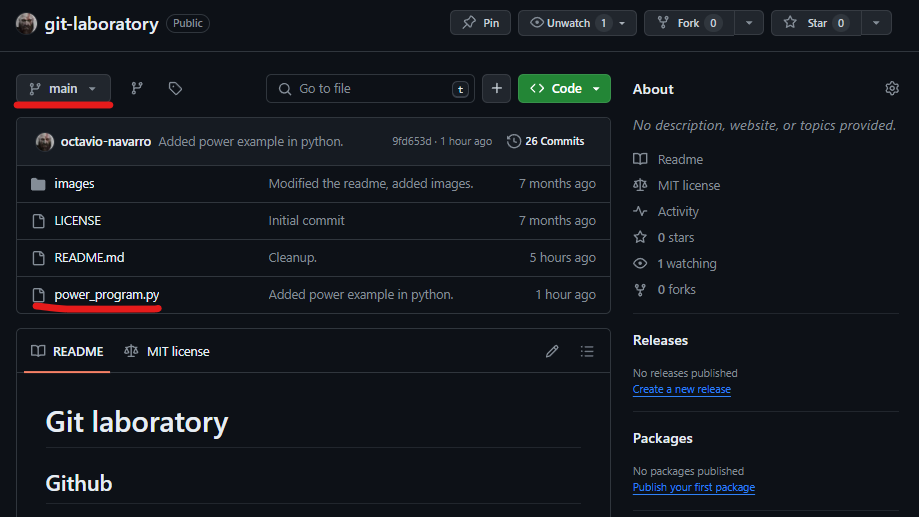 git-laboratory Public Pin Unwatch 1 Fork 0 Star 0
main Go to file t + <> Code
octavio-navarro Added power example in python. 9fd653d · 1 hour ago 26 Commits
images Modified the readme, added images. 7 months ago
LICENSE Initial commit 7 months ago
README.md Cleanup. 5 hours ago
power_program.py Added power example in python. 1 hour ago
README MIT license
Git laboratory
Github
About
No description, website, or topics provided.
Readme
MIT license
Activity
0 stars
1 watching
0 forks
Releases
No releases published
Create a new release
Packages
No packages published
Publish your first package